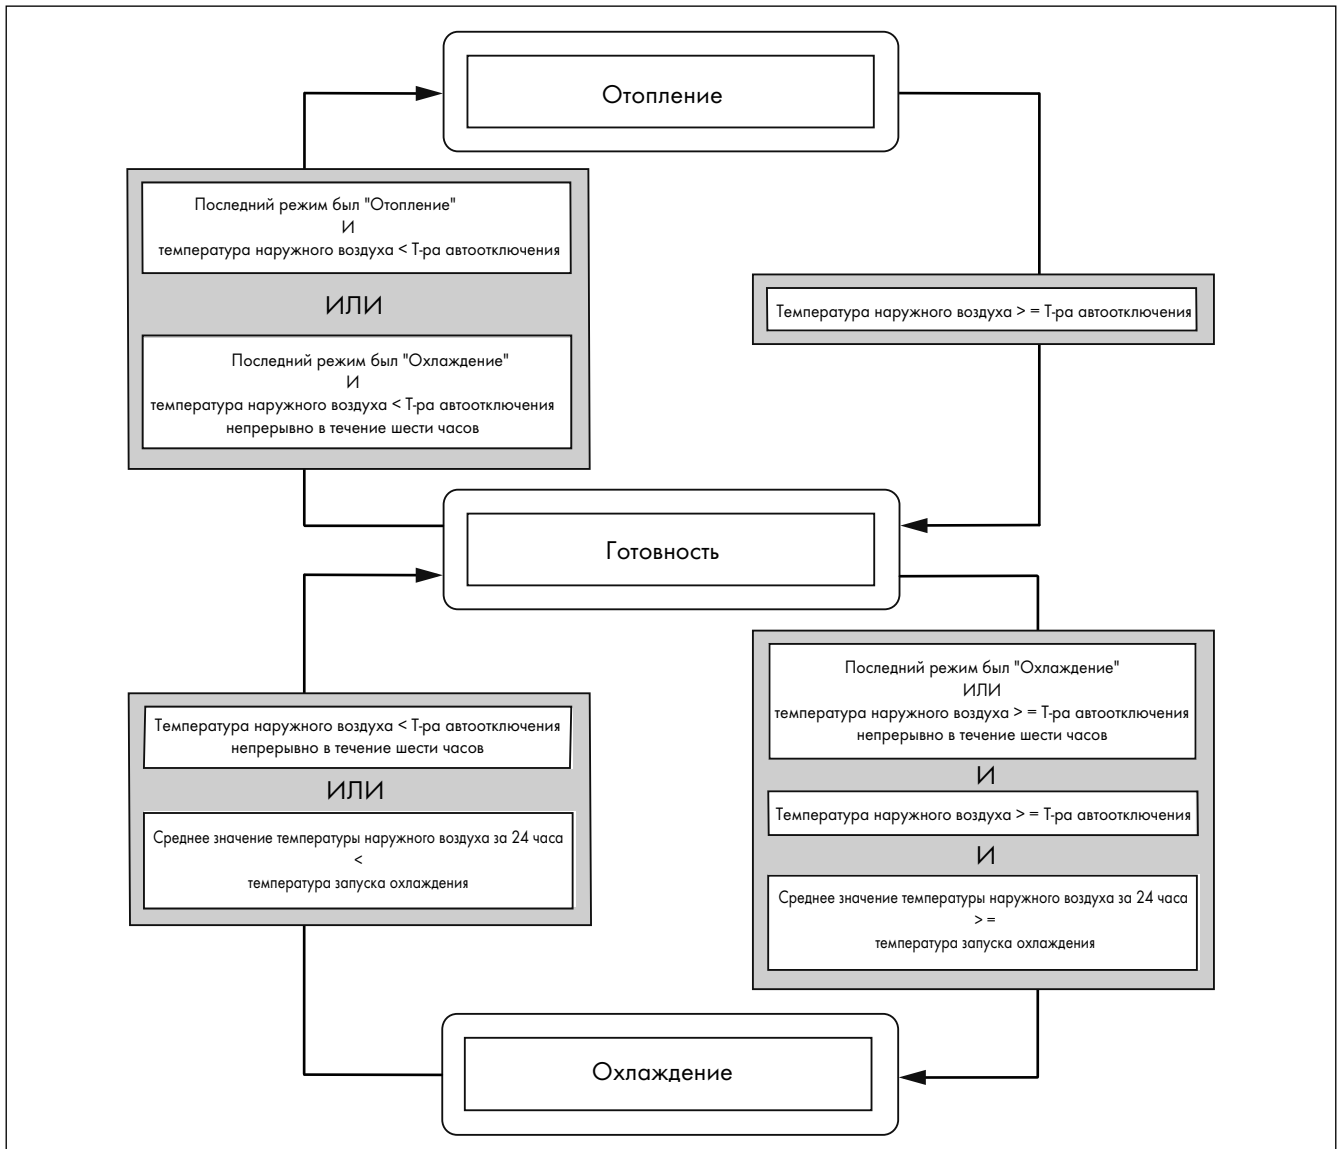 Отопление
Последний режим был "Отопление"
И
температура наружного воздуха < Т-ра автоотключения
ИЛИ
Последний режим был "Охлаждение"
И
температура наружного воздуха < Т-ра автоотключения
непрерывно в течение шести часов
Температура наружного воздуха > = Т-ра автоотключения
Готовность
Температура наружного воздуха < Т-ра автоотключения
непрерывно в течение шести часов
ИЛИ
Среднее значение температуры наружного воздуха за 24 часа
<
температура запуска охлаждения
Последний режим был "Охлаждение"
ИЛИ
температура наружного воздуха > = Т-ра автоотключения
непрерывно в течение шести часов
И
Температура наружного воздуха > = Т-ра автоотключения
И
Среднее значение температуры наружного воздуха за 24 часа
> =
температура запуска охлаждения
Охлаждение